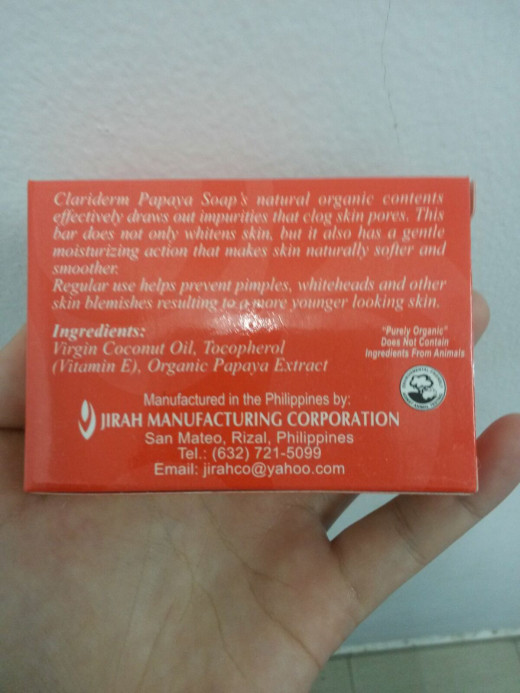 Clariderm Papaya Soap's natural organic contents
effectively draws out impurities that clog skin pores. This
bar does not only whitens skin, but it also has a gentle
moisturizing action that makes skin naturally softer and
smoother.
Regular use helps prevent pimples, whiteheads and other
skin blemishes resulting to a more younger looking skin.
Ingredients:
Virgin Coconut Oil, Tocopherol
(Vitamin E), Organic Papaya Extract
"Purely Organic"
Does Not Contain
Ingredients From Animals
Manufactured in the Philippines by:
JIRAH MANUFACTURING CORPORATION
San Mateo, Rizal, Philippines
Tel.: (632) 721-5099
Email: jirahco@yahoo.com